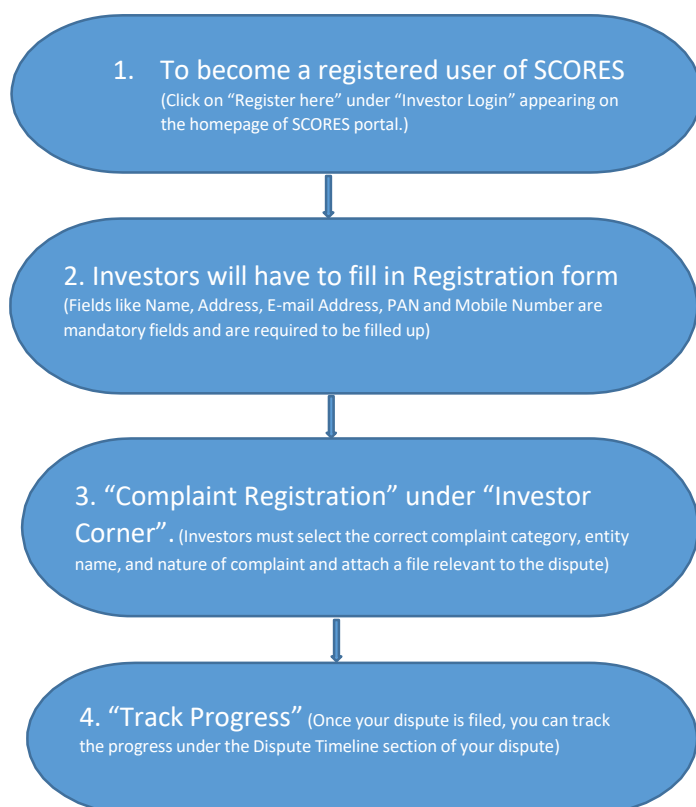 1. To become a registered user of SCORES
(Click on “Register here” under “Investor Login” appearing on
the homepage of SCORES portal.)
2. Investors will have to fill in Registration form
(Fields like Name, Address, E-mail Address, PAN and Mobile Number are
mandatory fields and are required to be filled up)
3. “Complaint Registration” under “Investor
Corner”. (Investors must select the correct complaint category, entity
name, and nature of complaint and attach a file relevant to the dispute)
4. “Track Progress” (Once your dispute is filed, you can track
the progress under the Dispute Timeline section of your dispute)